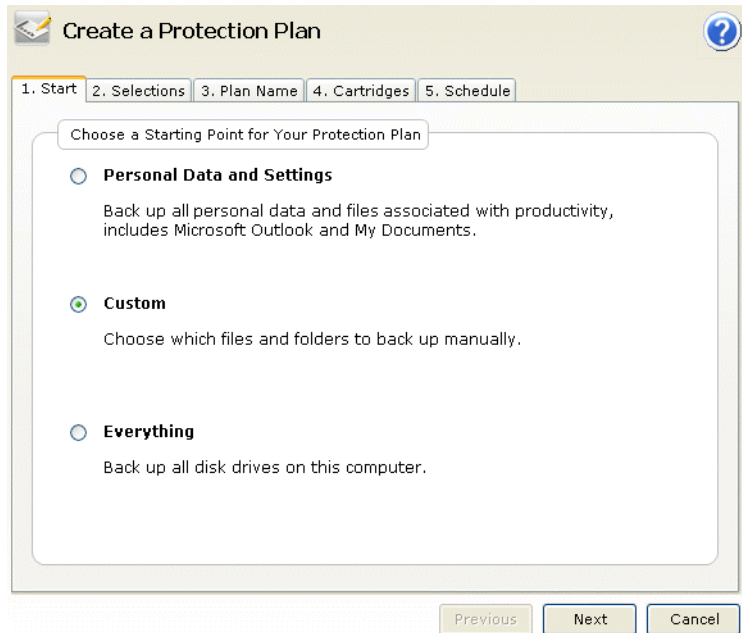 Create a Protection Plan
?
1. Start
2. Selections
3. Plan Name
4. Cartridges
5. Schedule
Choose a Starting Point for Your Protection Plan
Personal Data and Settings
Back up all personal data and files associated with productivity,
includes Microsoft Outlook and My Documents.
Custom
Choose which files and folders to back up manually.
Everything
Back up all disk drives on this computer.
Previous
Next
Cancel